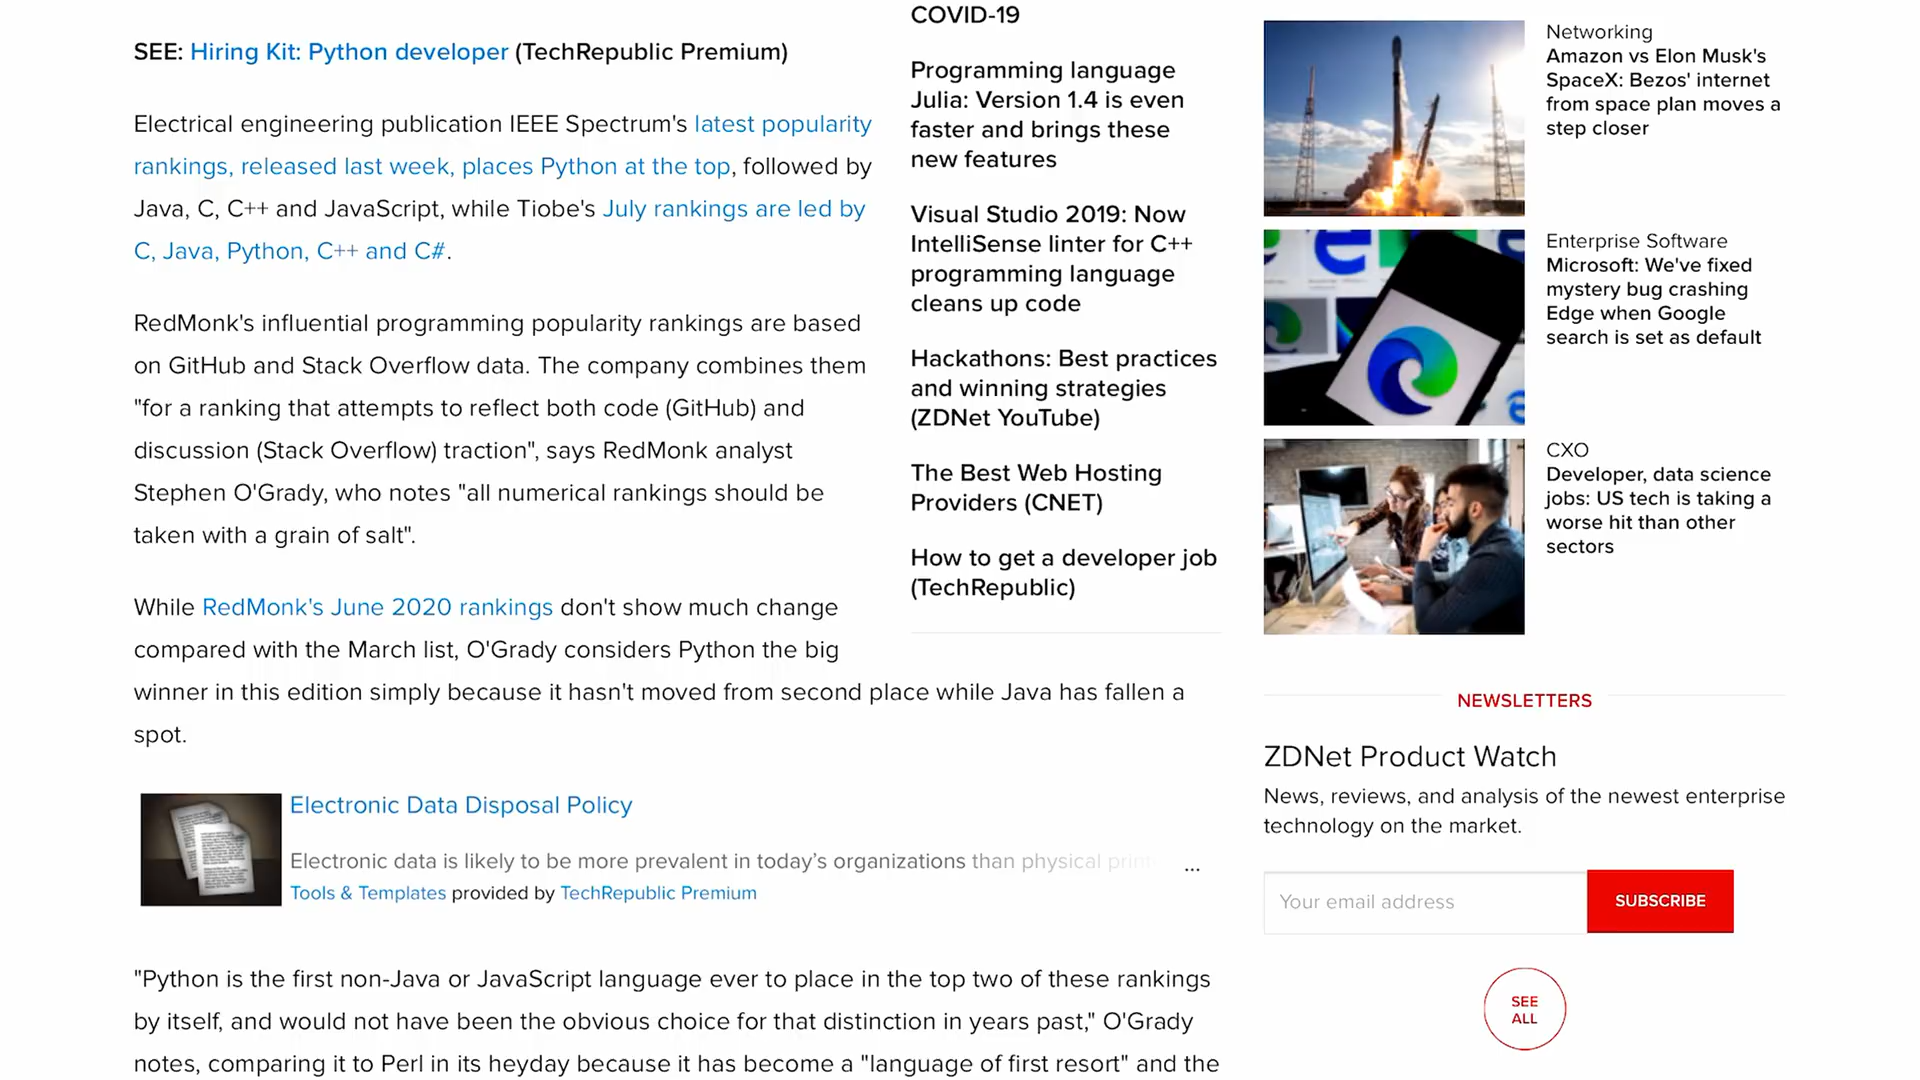 SEE: Hiring Kit: Python developer (TechRepublic Premium)
Electrical engineering publication IEEE Spectrum's latest popularity
rankings, released last week, places Python at the top, followed by
Java, C, C++ and JavaScript, while Tiobe's July rankings are led by
C, Java, Python, C++ and C#.
RedMonk's influential programming popularity rankings are based
on GitHub and Stack Overflow data. The company combines them
"for a ranking that attempts to reflect both code (GitHub) and
discussion (Stack Overflow) traction", says RedMonk analyst
Stephen O'Grady, who notes "all numerical rankings should be
taken with a grain of salt".
While RedMonk's June 2020 rankings don't show much change
compared with the March list, O'Grady considers Python the big
winner in this edition simply because it hasn't moved from second place while Java has fallen a
spot.
Electronic Data Disposal Policy
Electronic data is likely to be more prevalent in today’s organizations than physical print ...
Tools & Templates provided by TechRepublic Premium
"Python is the first non-Java or JavaScript language ever to place in the top two of these rankings
by itself, and would not have been the obvious choice for that distinction in years past," O'Grady
notes, comparing it to Perl in its heyday because it has become a "language of first resort" and the
COVID-19
Programming language
Julia: Version 1.4 is even
faster and brings these
new features
Visual Studio 2019: Now
IntelliSense linter for C++
programming language
cleans up code
Hackathons: Best practices
and winning strategies
(ZDNet YouTube)
The Best Web Hosting
Providers (CNET)
How to get a developer job
(TechRepublic)
Networking
Amazon vs Elon Musk's
SpaceX: Bezos' internet
from space plan moves a
step closer
Enterprise Software
Microsoft: We've fixed
mystery bug crashing
Edge when Google
search is set as default
CXO
Developer, data science
jobs: US tech is taking a
worse hit than other
sectors
NEWSLETTERS
ZDNet Product Watch
News, reviews, and analysis of the newest enterprise
technology on the market.
Your email address
SUBSCRIBE
SEE
ALL